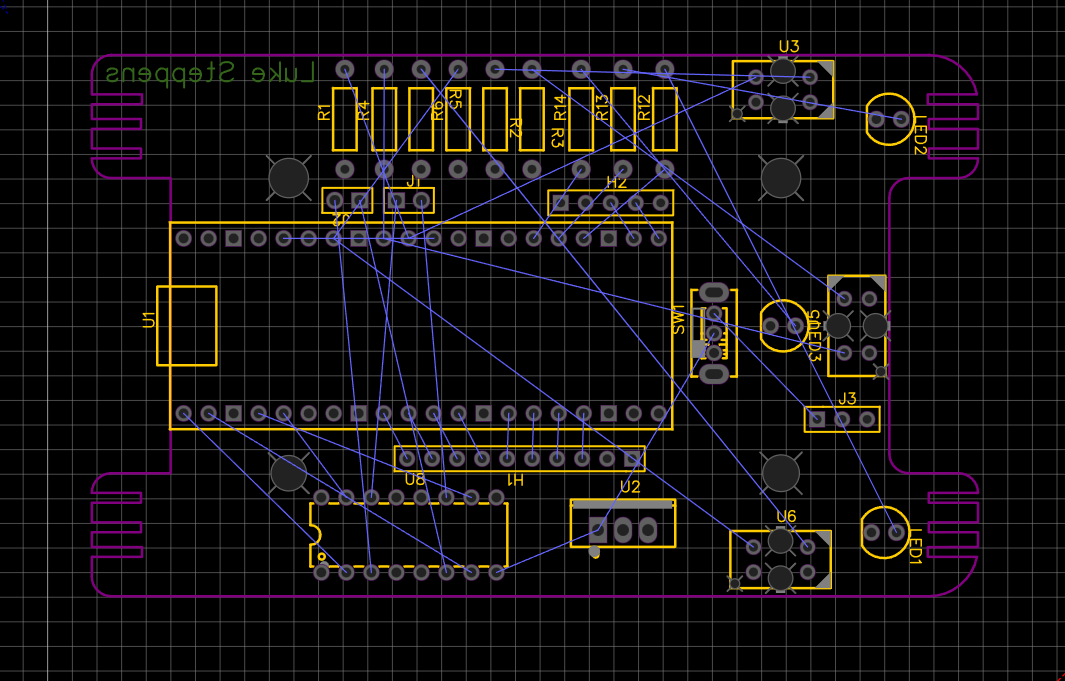 U3
Luke Steppens
R1
R4
R6
R5
R2
R14
R3
R13
R12
LED2
J1
H2
J2
U1
SW1
LED3
U5
J3
U8
H1
U2
U6
LED1